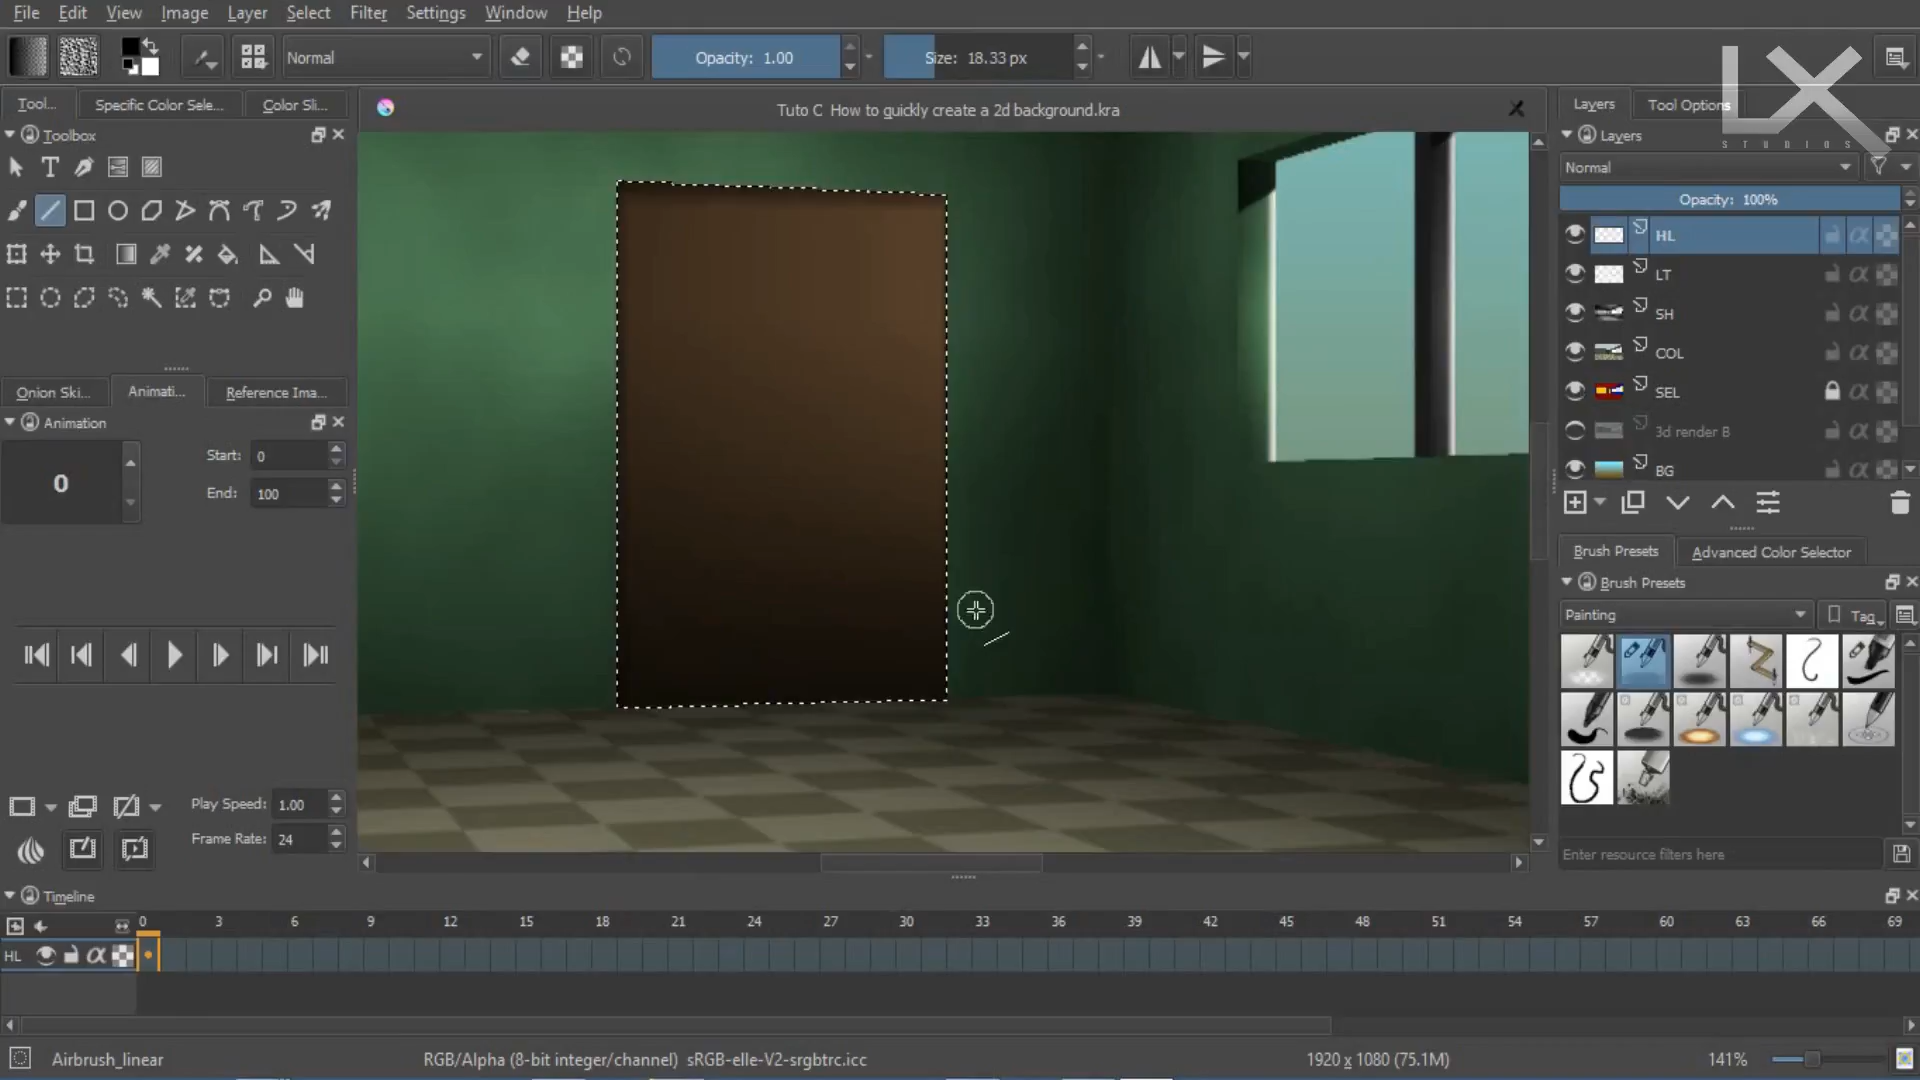 File Edit View Image Layer Select Filter Settings Window Help
Normal Opacity: 1.00 Size: 18.33 px
LX
STUDIOS
Tool... Specific Color Sele... Color Sli...
Tuto C How to quickly create a 2d background.kra
Layers Tool Options
Toolbox
Layers
Normal
Opacity: 100%
HL
LT
SH
COL
SEL
3d render B
BG
Onion Ski... Animati... Reference Ima...
Animation
0
Start: 0
End: 100
Brush Presets Advanced Color Selector
Brush Presets
Painting Tag
Play Speed: 1.00
Frame Rate: 24
Enter resource filters here
Timeline
0 3 6 9 12 15 18 21 24 27 30 33 36 39 42 45 48 51 54 57 60 63 66 69
HL
Airbrush_linear RGB/Alpha (8-bit integer/channel) sRGB-elle-V2-srgbtrc.icc 1920 x 1080 (75.1M) 141%